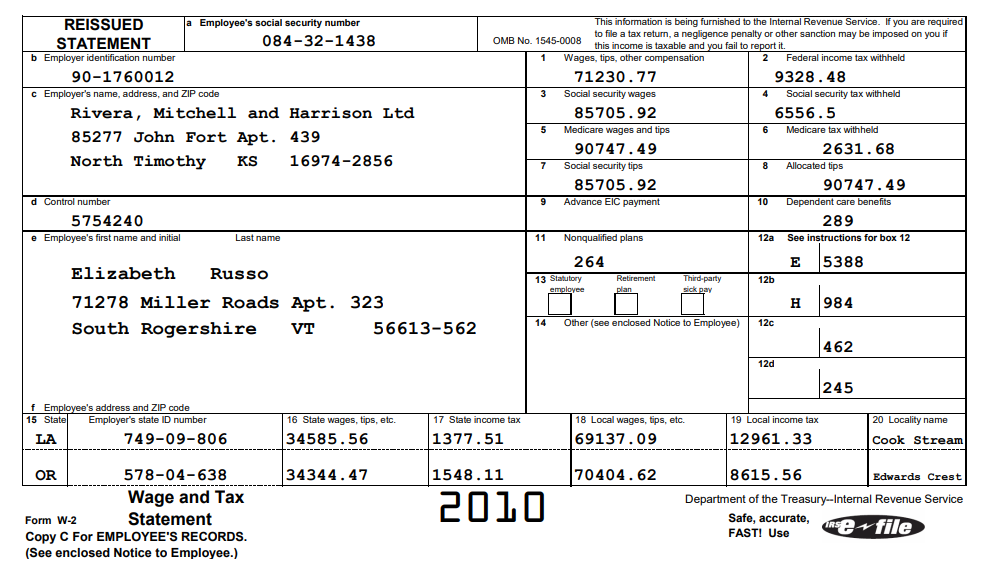 REISSUED STATEMENT
a Employee's social security number
084-32-1438
OMB No. 1545-0008
This information is being furnished to the Internal Revenue Service. If you are required
to file a tax return, a negligence penalty or other sanction may be imposed on you if
this income is taxable and you fail to report it.
b Employer identification number
90-1760012
1 Wages, tips, other compensation
71230.77
2 Federal income tax withheld
9328.48
c Employer's name, address, and ZIP code
Rivera, Mitchell and Harrison Ltd
85277 John Fort Apt. 439
North Timothy KS 16974-2856
3 Social security wages
85705.92
4 Social security tax withheld
6556.5
5 Medicare wages and tips
90747.49
6 Medicare tax withheld
2631.68
7 Social security tips
85705.92
8 Allocated tips
90747.49
d Control number
5754240
9 Advance EIC payment
10 Dependent care benefits
289
e Employee's first name and initial Last name
Elizabeth Russo
71278 Miller Roads Apt. 323
South Rogershire VT 56613-562
f Employee's address and ZIP code
11 Nonqualified plans
264
12a See instructions for box 12
E 5388
13 Statutory employee
Retirement plan
Third-party sick pay
12b
H 984
14 Other (see enclosed Notice to Employee)
12c
462
12d
245
15 State Employer's state ID number 16 State wages, tips, etc. 17 State income tax 18 Local wages, tips, etc. 19 Local income tax 20 Locality name
LA 749-09-806 34585.56 1377.51 69137.09 12961.33 Cook Stream
OR 578-04-638 34344.47 1548.11 70404.62 8615.56 Edwards Crest
Form W-2 Wage and Tax Statement
2010
Department of the Treasury--Internal Revenue Service
Copy C For EMPLOYEE'S RECORDS.
(See enclosed Notice to Employee.)
Safe, accurate,
FAST! Use
IRS e-file